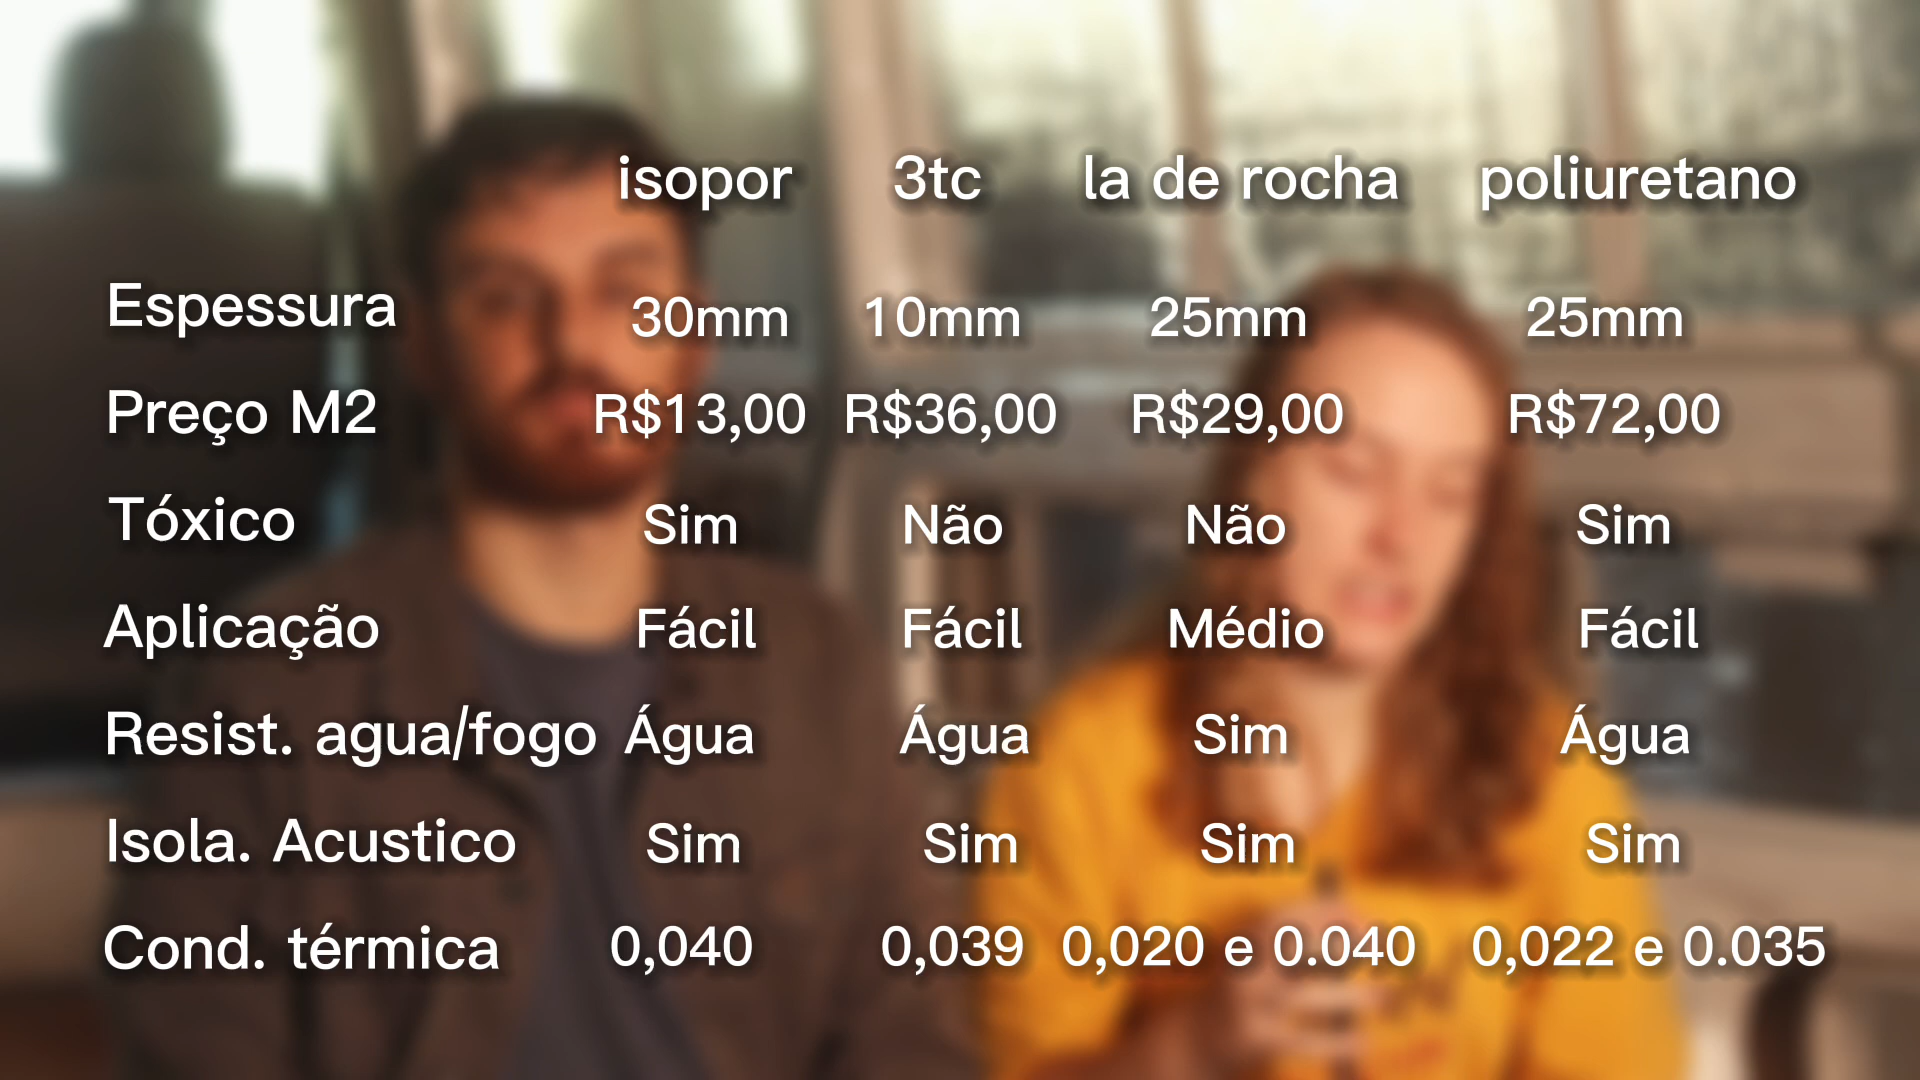 isopor 3tc la de rocha poliuretano
Espessura 30mm 10mm 25mm 25mm
Preço M2 R$13,00 R$36,00 R$29,00 R$72,00
Tóxico Sim Não Não Sim
Aplicação Fácil Fácil Médio Fácil
Resist. agua/fogo Água Água Sim Água
Isola. Acustico Sim Sim Sim Sim
Cond. térmica 0,040 0,039 0,020 e 0.040 0,022 e 0.035